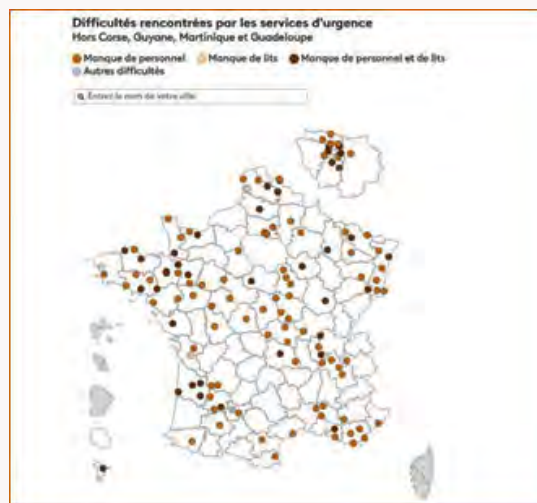 Difficultés rencontrées par les services d'urgence
Hors Corse, Guyane, Martinique et Guadeloupe
Manque de personnel Manque de lits Manque de personnel et de lits
Autres difficultés
Entrez le nom de votre ville